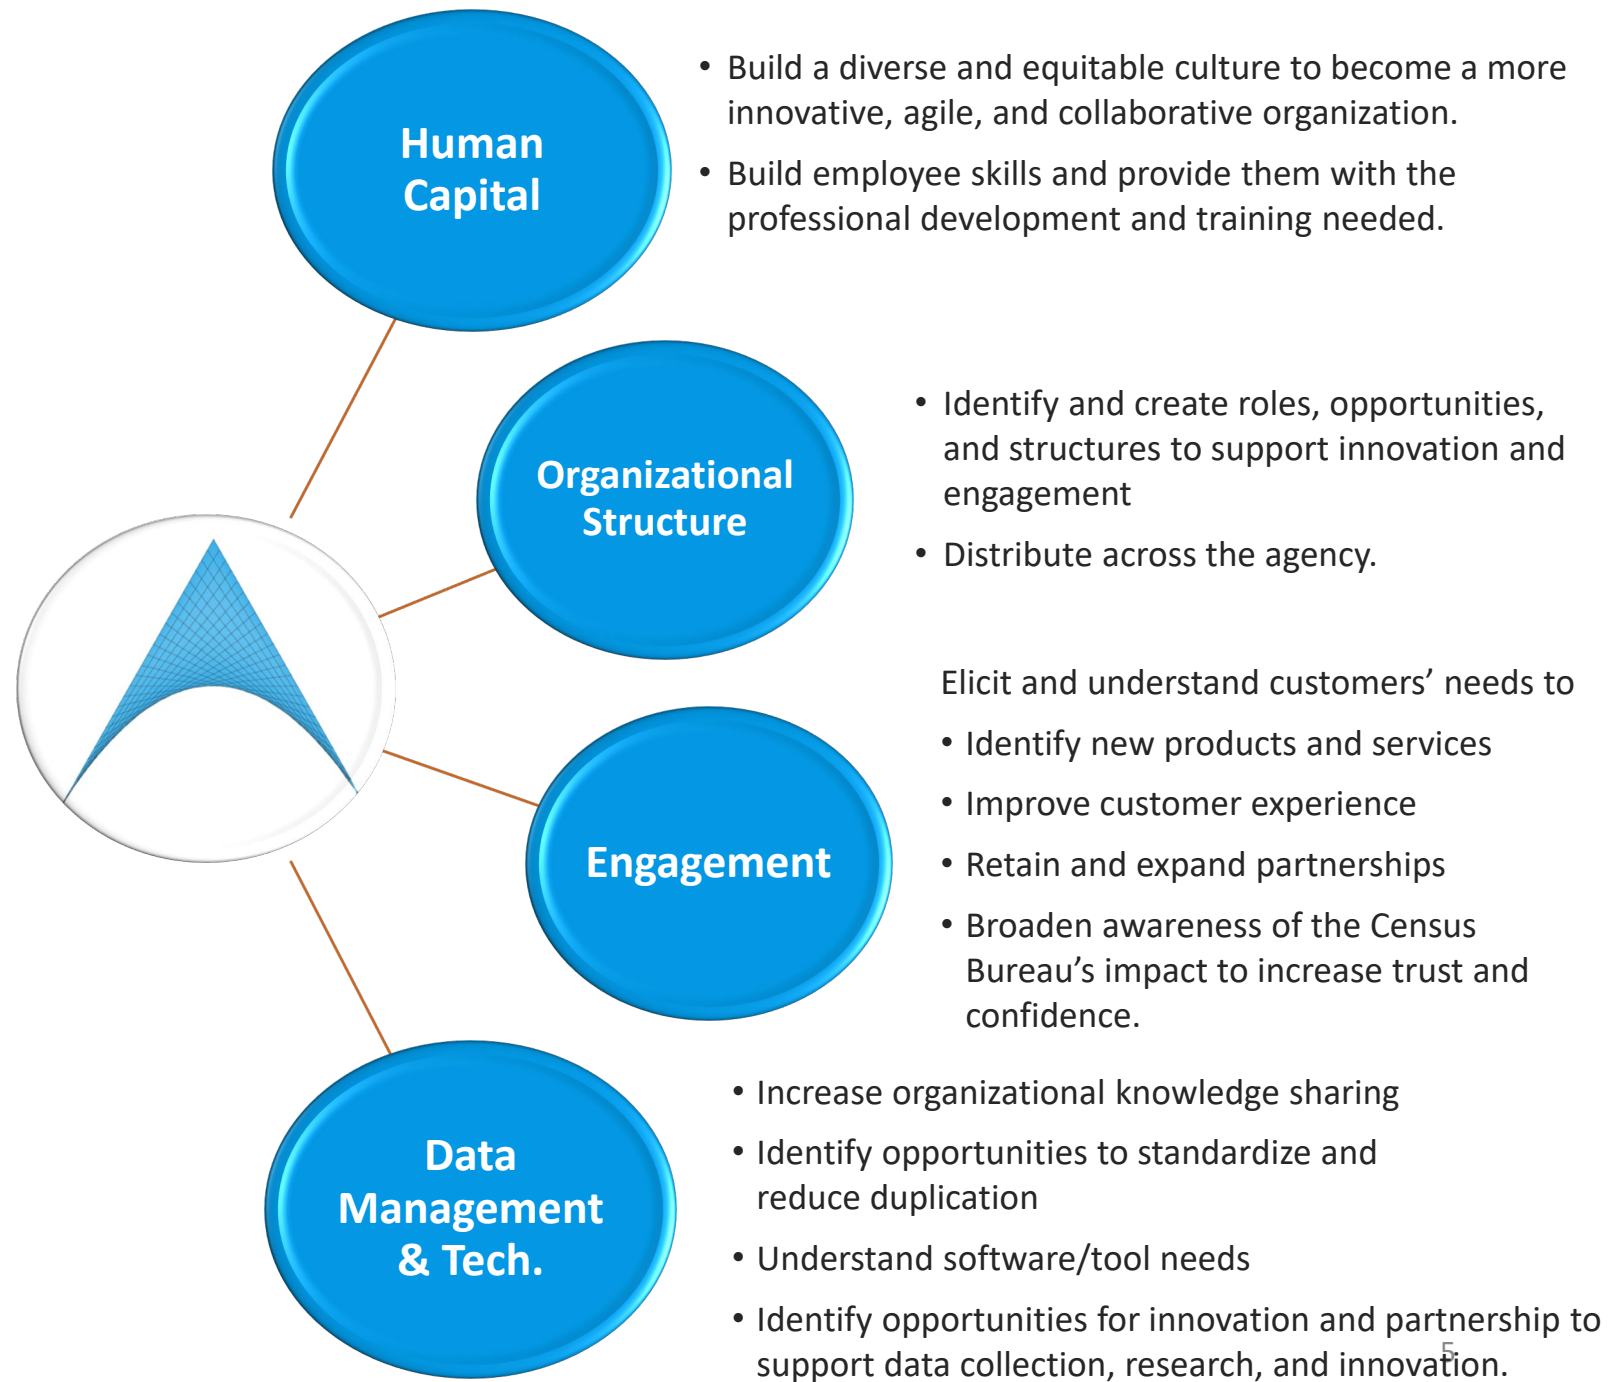 Human
Capital
• Build a diverse and equitable culture to become a more
innovative, agile, and collaborative organization.
• Build employee skills and provide them with the
professional development and training needed.
Organizational
Structure
• Identify and create roles, opportunities,
and structures to support innovation and
engagement
• Distribute across the agency.
Engagement
Elicit and understand customers’ needs to
• Identify new products and services
• Improve customer experience
• Retain and expand partnerships
• Broaden awareness of the Census
Bureau’s impact to increase trust and
confidence.
Data
Management
& Tech.
• Increase organizational knowledge sharing
• Identify opportunities to standardize and
reduce duplication
• Understand software/tool needs
• Identify opportunities for innovation and partnership to
support data collection, research, and innovation.
5